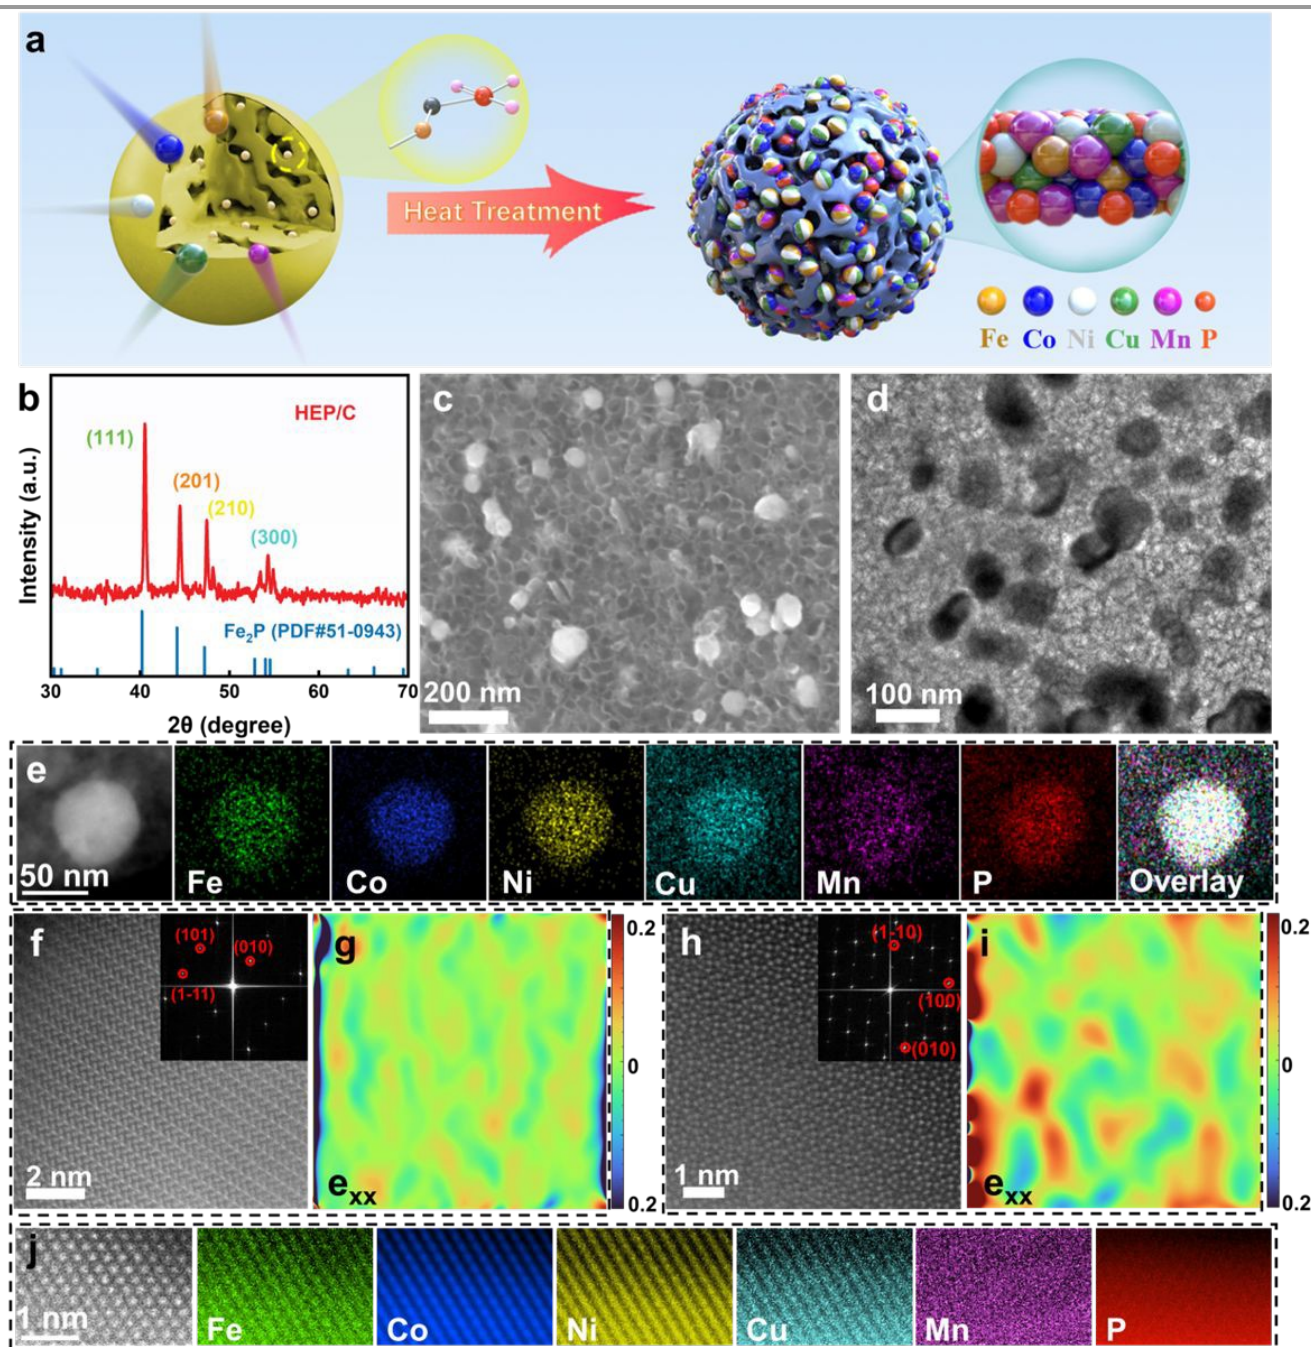 a
Heat Treatment
Fe Co Ni Cu Mn P
b
HEP/C
(111)
(201)
(210)
(300)
Intensity (a.u.)
Fe₂P (PDF#51-0943)
30 40 50 60 70
2θ (degree)
c
200 nm
d
100 nm
e
50 nm
Fe
Co
Ni
Cu
Mn
P
Overlay
f
(101)
(010)
(1-11)
2 nm
g
exx
0.2
0
0.2
h
(1-10)
(100)
(010)
1 nm
i
exx
0.2
0
0.2
j
1 nm
Fe
Co
Ni
Cu
Mn
P